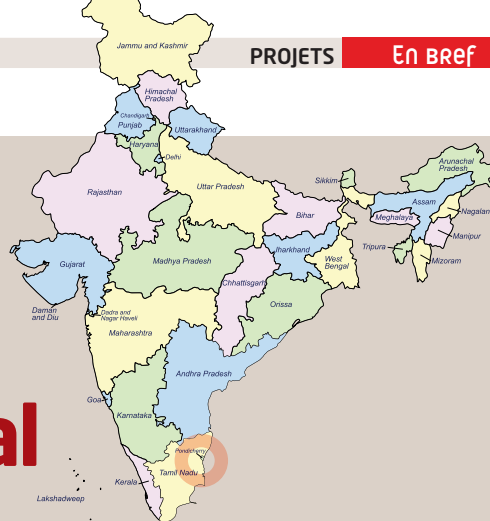 PROJETS En BRef
Jammu and Kashmir
Himachal
Pradesh
Chandigarh
Punjab
Uttarakhand
Haryana
Delhi
Rajasthan
Uttar Pradesh
Sikkim
Arunachal
Pradesh
Assam
Nagalan
Meghalaya
Manipur
Bihar
Tripura
Mizoram
Gujarat
Madhya Pradesh
Jharkhand
West
Bengal
Chhattisgarh
Orissa
Daman
and Diu
Dadra and
Nagar Haveli
Maharashtra
Andhra Pradesh
Goa
Karnataka
al
Pondicherry
Tamil Nadu
Kerala
Lakshadweep